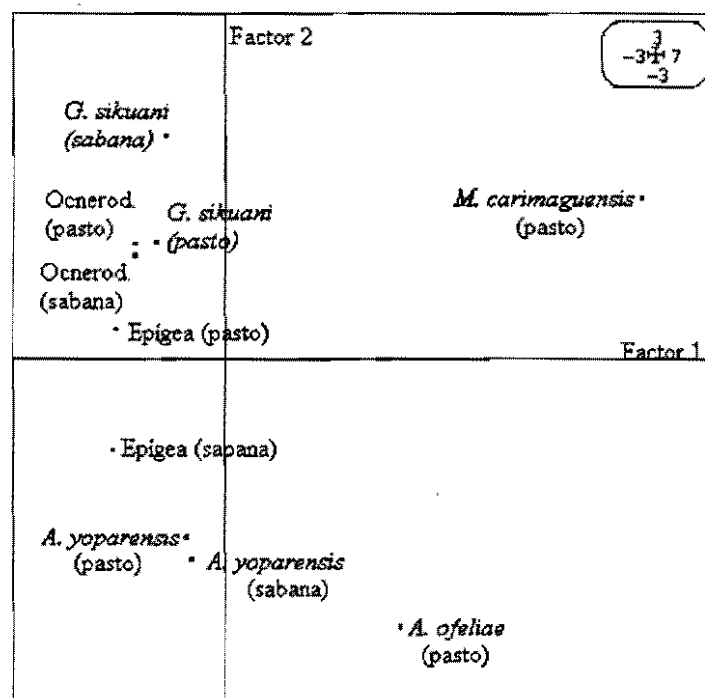 Factor 2
3
-3 7
-3
G. sikuani
(sabana)
Ocnerod.
(pasto)
G. sikuani
(pasto)
M. carimaguensis
(pasto)
Ocnerod.
(sabana)
Epígea (pasto)
Factor 1
Epígea (sabana)
A. yoparensis
(pasto)
A. yoparensis
(sabana)
A. ofeliae
(pasto)